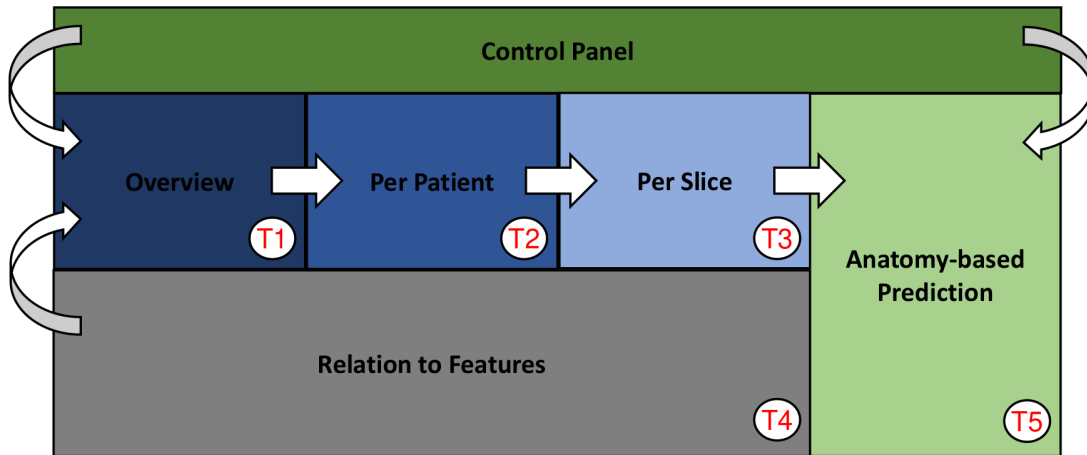 Control Panel
Overview
Per Patient
Per Slice
T1
T2
T3
Anatomy-based
Prediction
Relation to Features
T4
T5